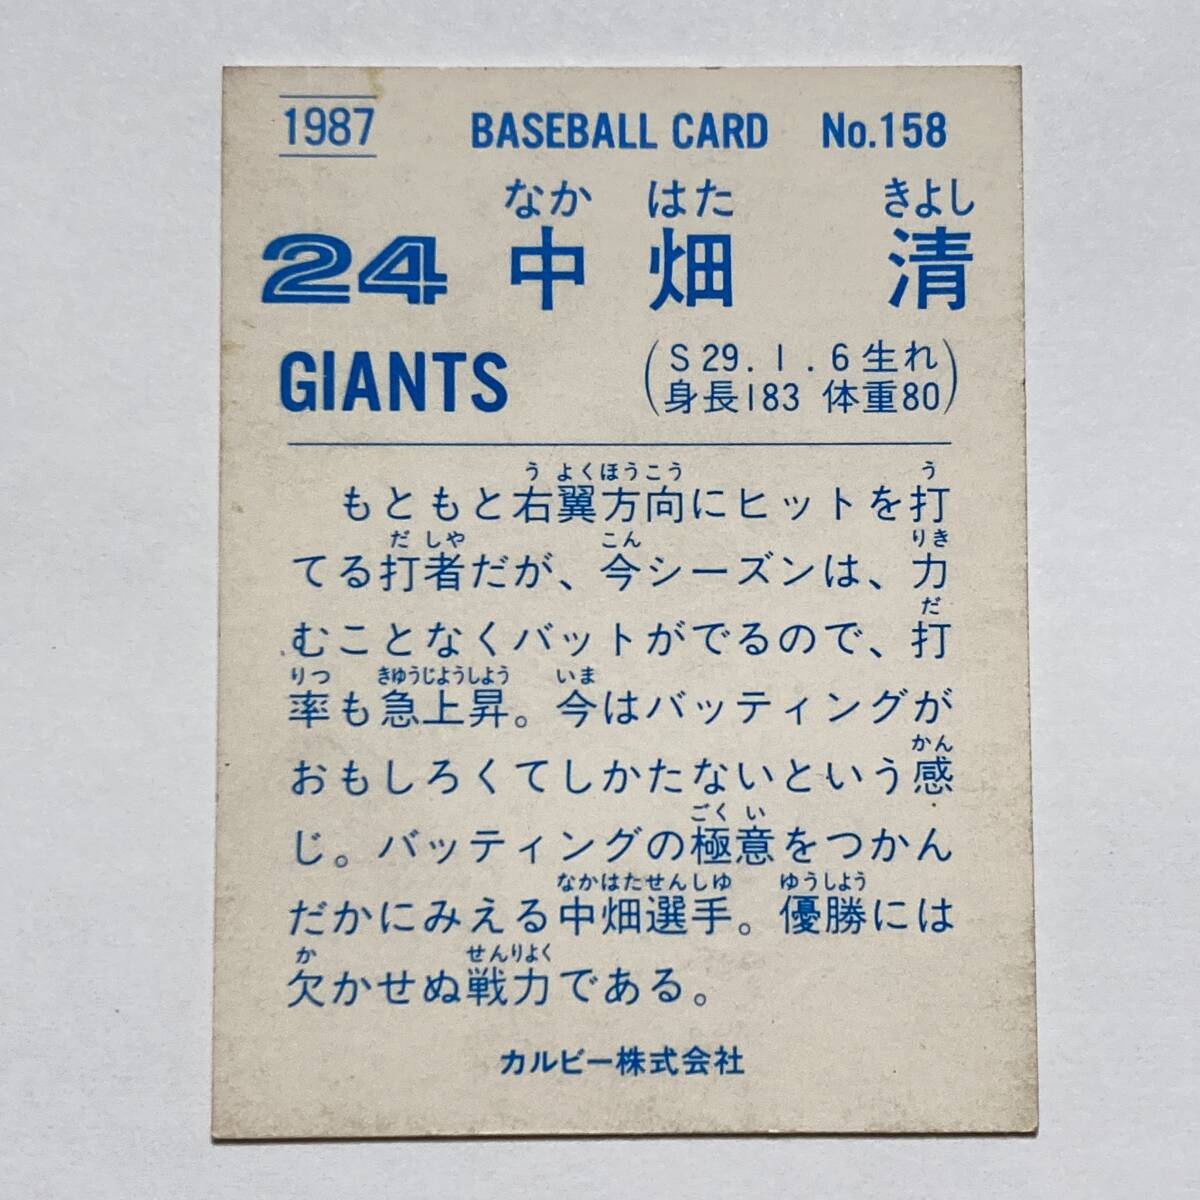 1987 BASEBALL CARD No.158
なか はた きよし
24 中畑 清
GIANTS
(S29.1.6生れ
身長183 体重80)
う よくほうこう う
もともと右翼方向にヒットを打
だ しや こん りき
てる打者だが、今シーズンは、力
だ
むことなくバットがでるので、打
りつ きゆうじようしよう いま
率も急上昇。今はバッティングが
かん
おもしろくてしかたないという感
ごく い
じ。バッティングの極意をつかん
なかはたせんしゆ ゆうしよう
だかにみえる中畑選手。優勝には
か せんりよく
欠かせぬ戦力である。
カルビー株式会社